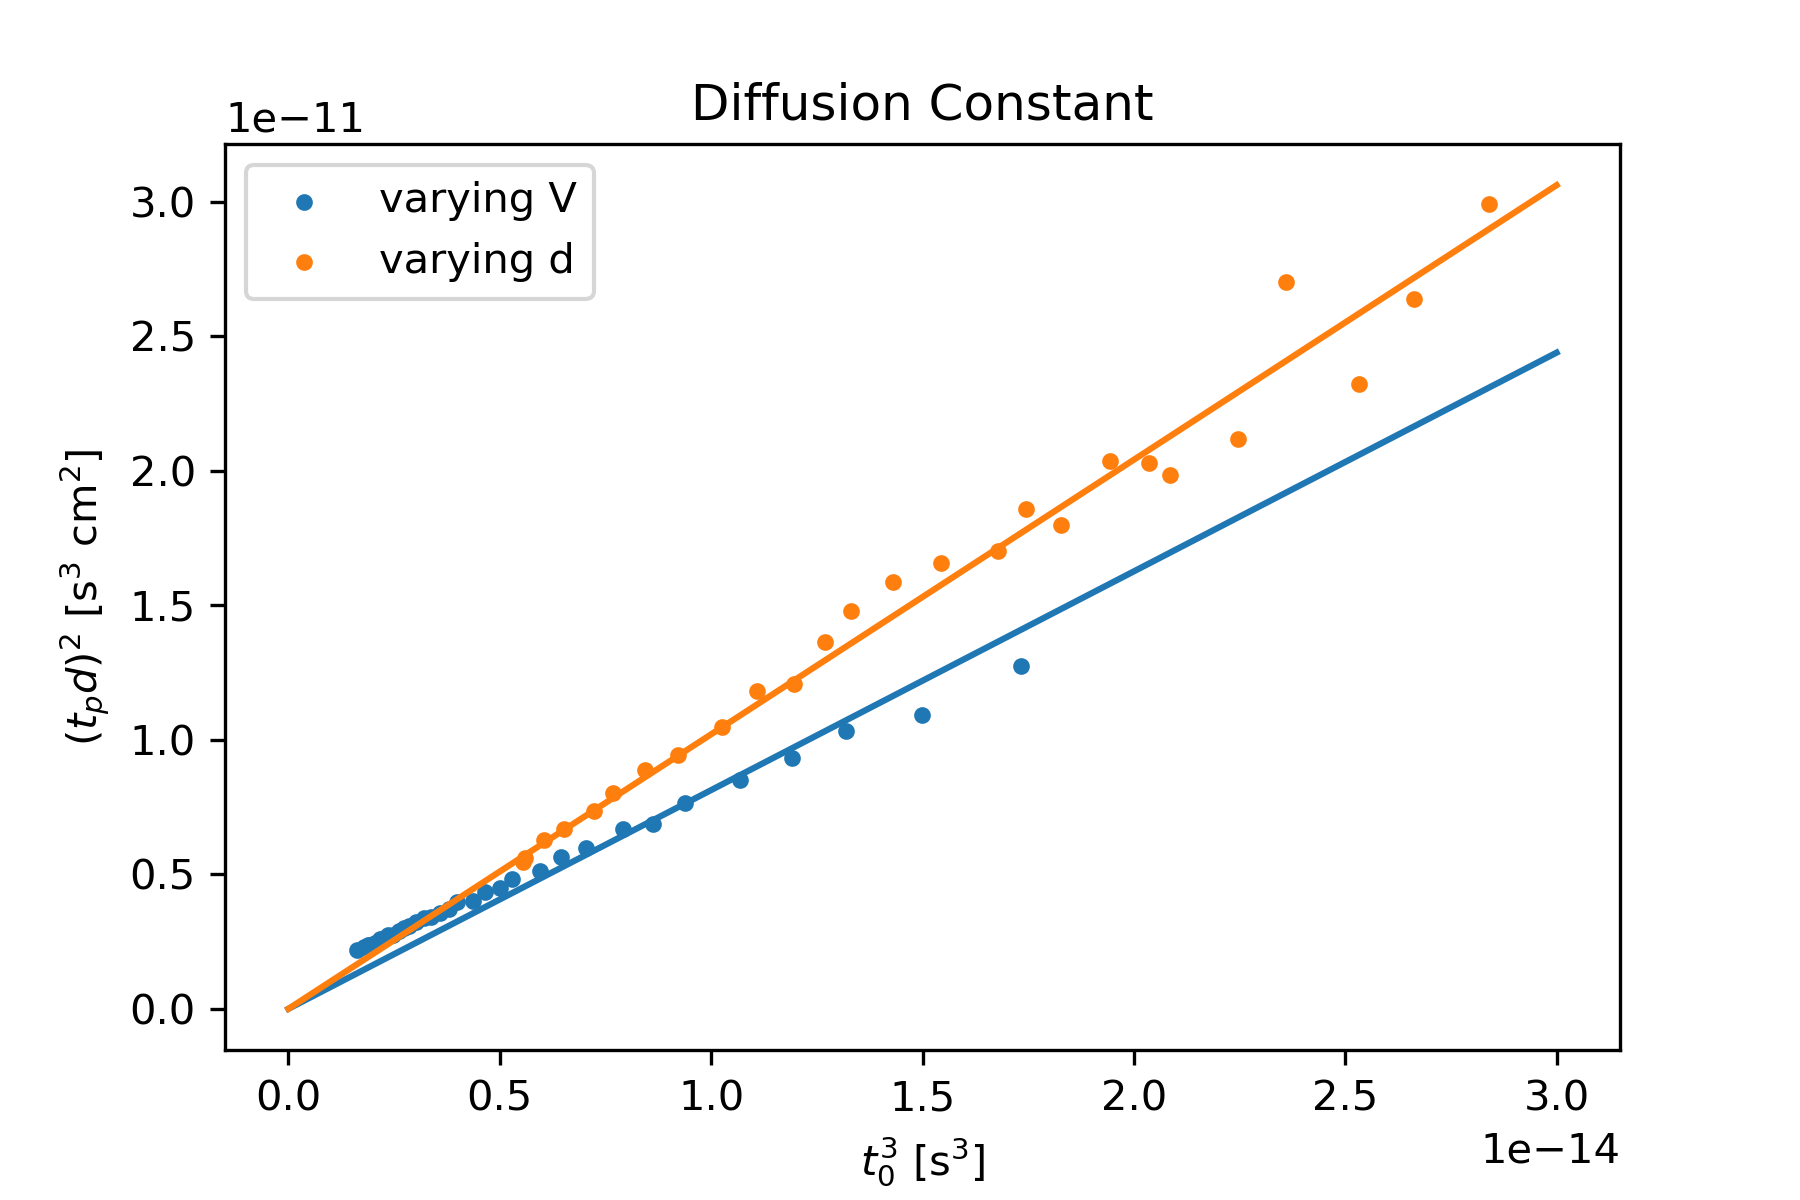 Diffusion Constant
1e−11
varying V
varying d
3.0
2.5
2.0
1.5
1.0
0.5
0.0
$(t_p d)^2$ [s$^3$ cm$^2$]
0.0 0.5 1.0 1.5 2.0 2.5 3.0
1e−14
$t_0^3$ [s$^3$]